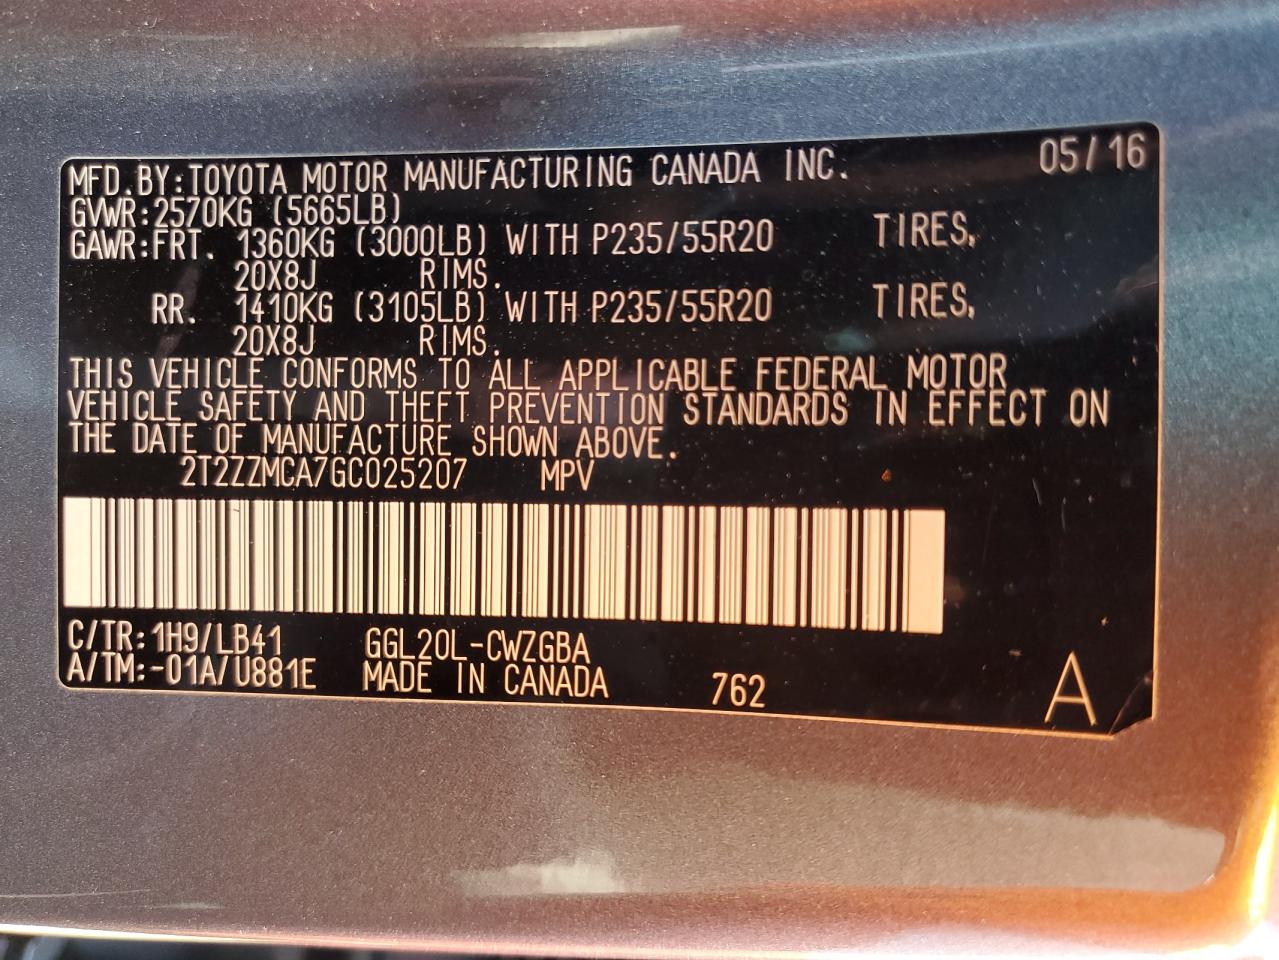 MFD.BY:TOYOTA MOTOR MANUFACTURING CANADA INC. 05/16
GVWR:2570KG (5665LB)
GAWR:FRT. 1360KG (3000LB) WITH P235/55R20 TIRES,
20X8J RIMS.
RR. 1410KG (3105LB) WITH P235/55R20 TIRES,
20X8J RIMS.
THIS VEHICLE CONFORMS TO ALL APPLICABLE FEDERAL MOTOR
VEHICLE SAFETY AND THEFT PREVENTION STANDARDS IN EFFECT ON
THE DATE OF MANUFACTURE SHOWN ABOVE.
2T2ZZMCA7GC025207 MPV
C/TR:1H9/LB41 GGL20L-CWZGBA
A/TM:-01A/U881E MADE IN CANADA 762 A